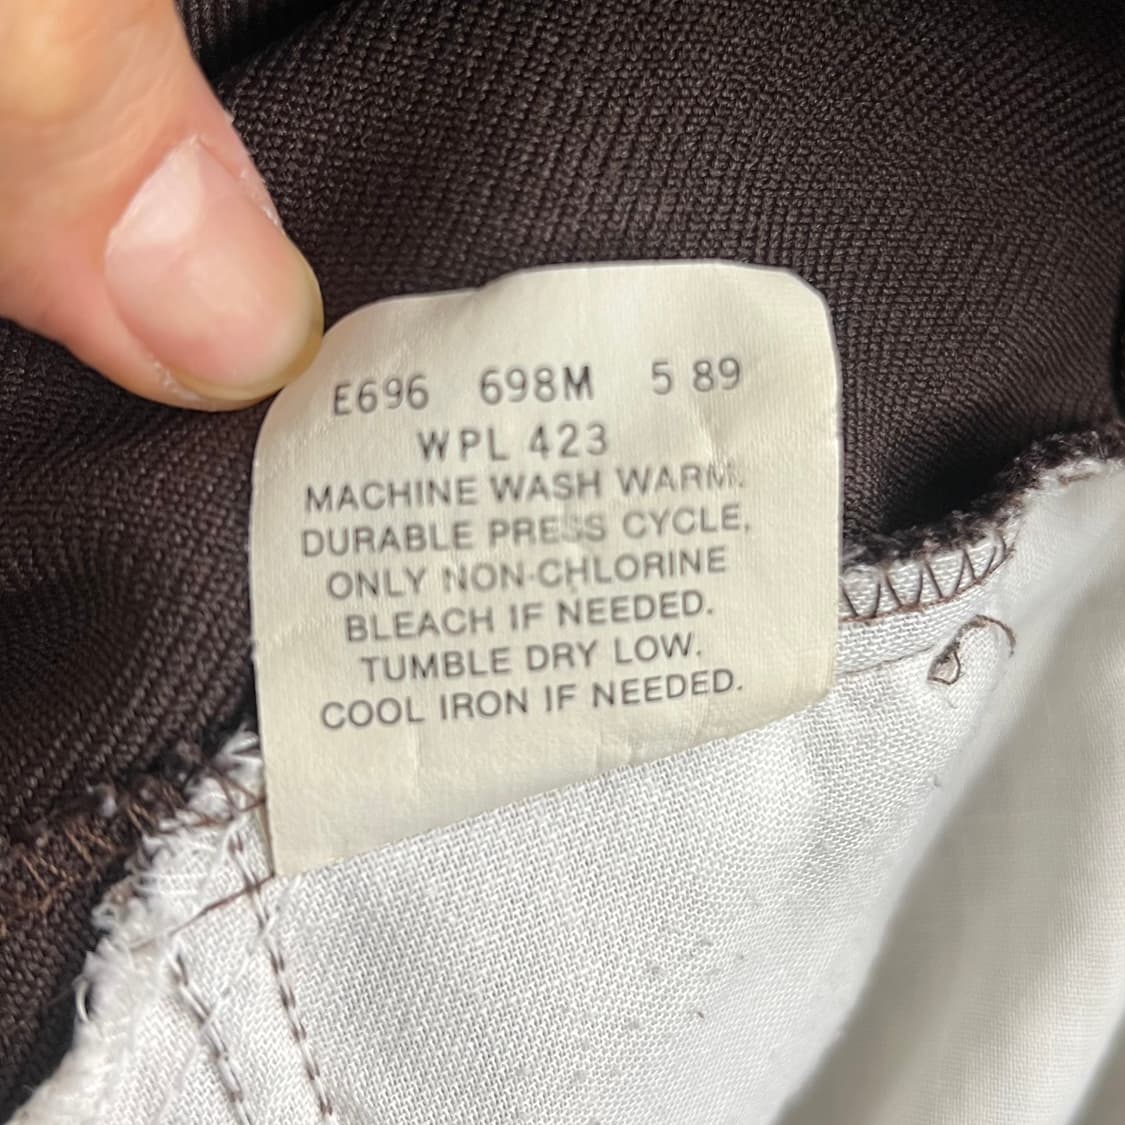 E696 698M 5 89
WPL 423
MACHINE WASH WARM.
DURABLE PRESS CYCLE,
ONLY NON-CHLORINE
BLEACH IF NEEDED.
TUMBLE DRY LOW.
COOL IRON IF NEEDED.